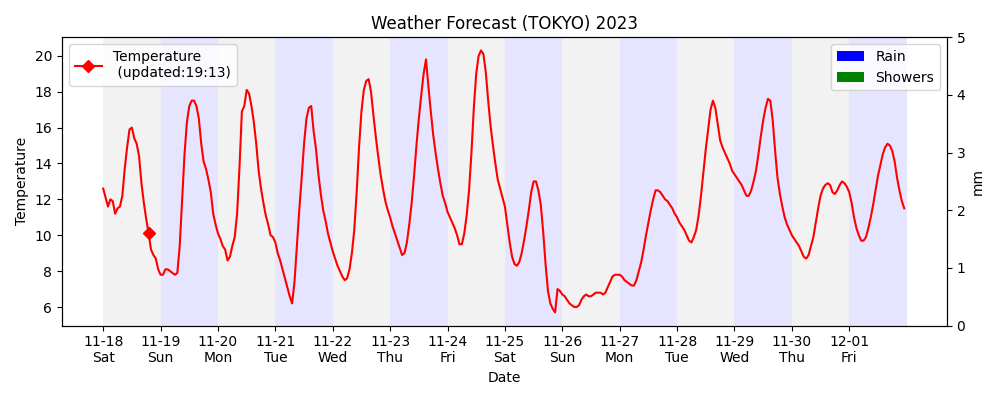 Weather Forecast (TOKYO) 2023
Temperature
(updated:19:13)
Rain
Showers
Temperature
20
18
16
14
12
10
8
6
5
4
3
2
1
0
mm
11-18 11-19 11-20 11-21 11-22 11-23 11-24 11-25 11-26 11-27 11-28 11-29 11-30 12-01
Sat Sun Mon Tue Wed Thu Fri Sat Sun Mon Tue Wed Thu Fri
Date